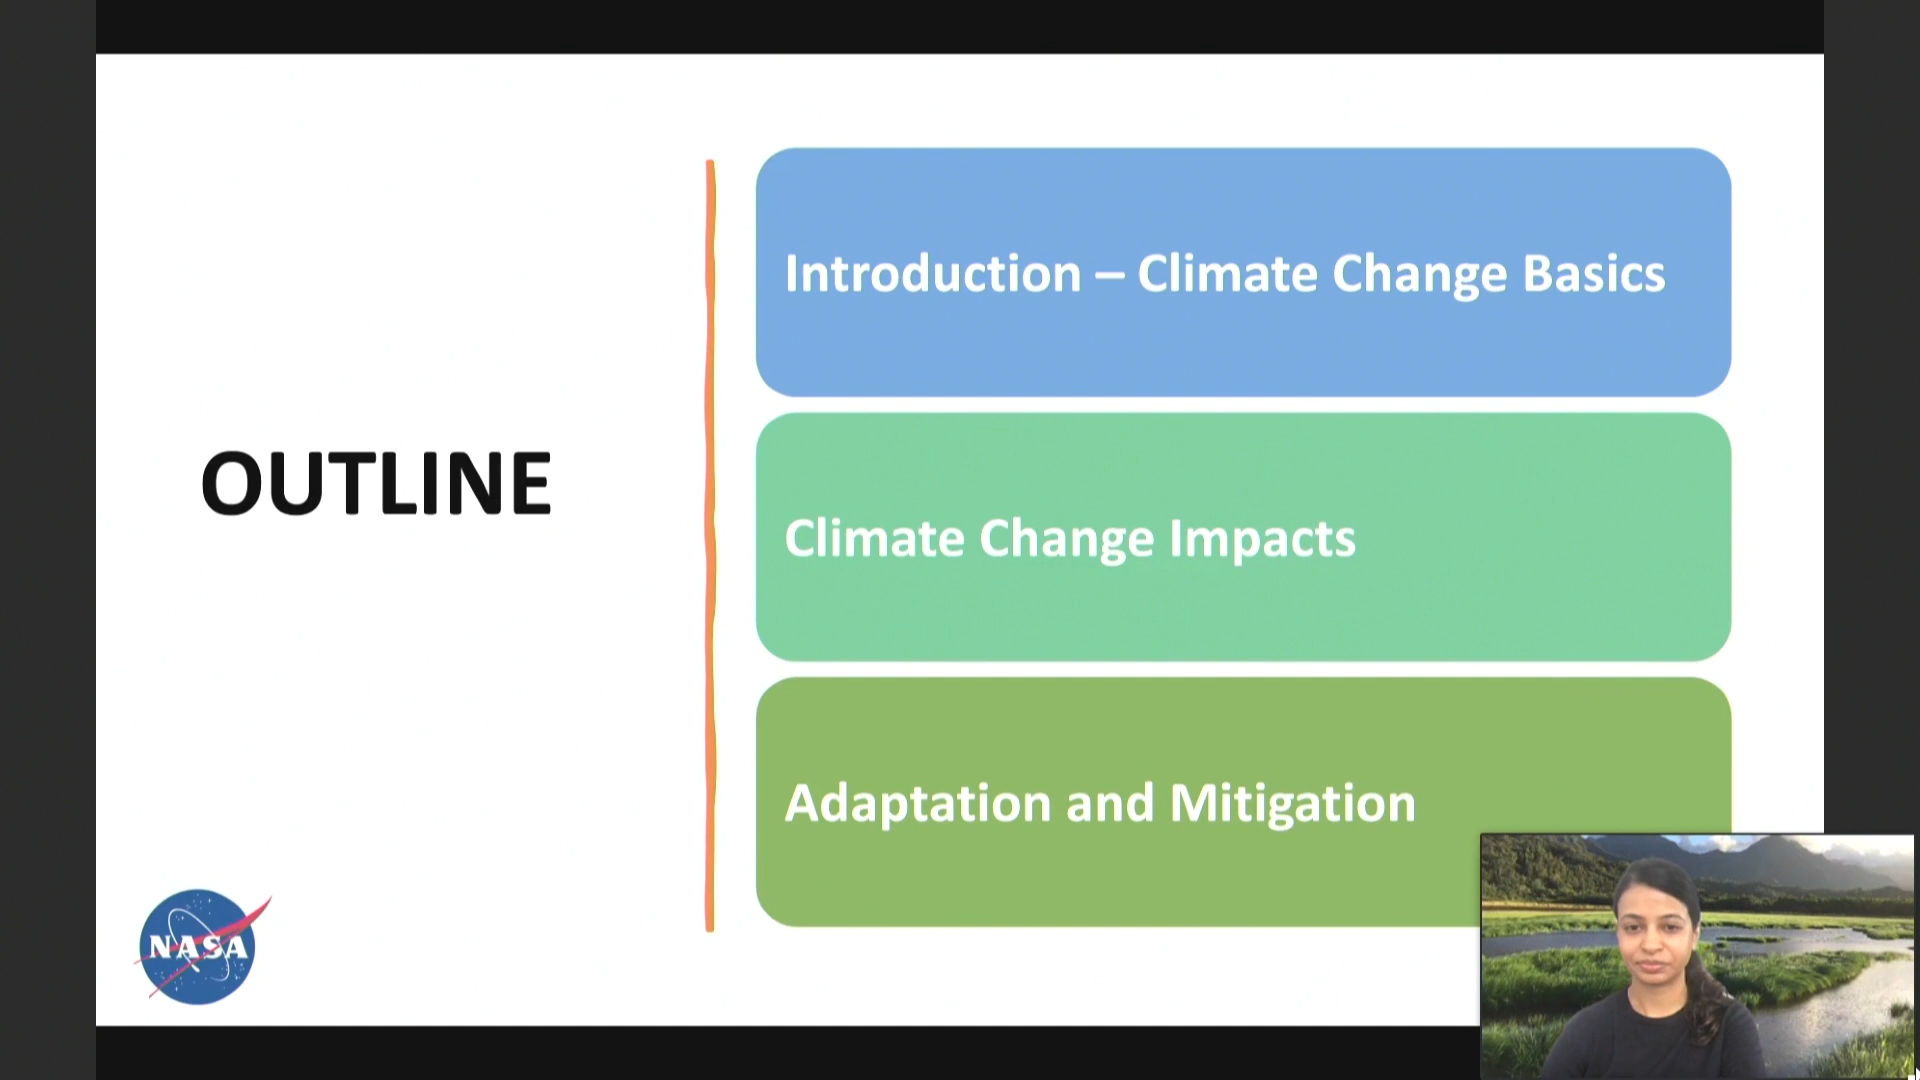 OUTLINE
Introduction – Climate Change Basics
Climate Change Impacts
Adaptation and Mitigation
NASA